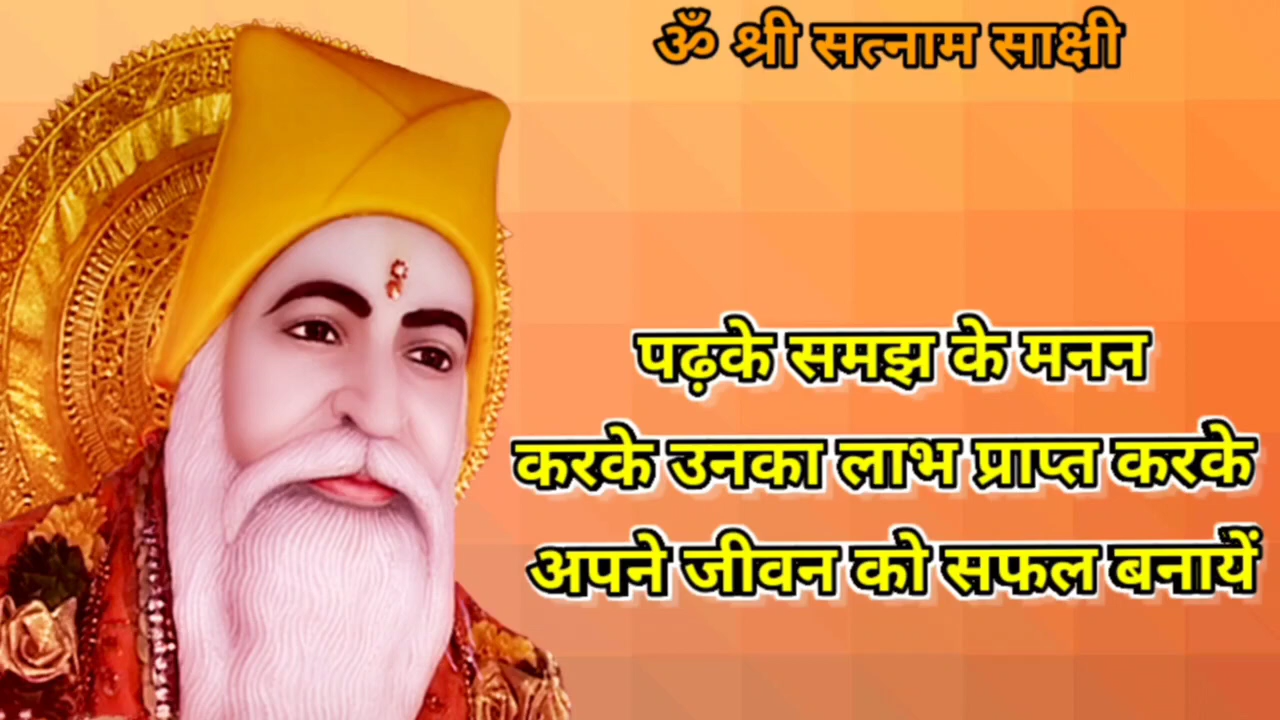 ॐ श्री सत्नाम साक्षी
पढ़के समझ के मनन
करके उनका लाभ प्राप्त करके
अपने जीवन को सफल बनायें